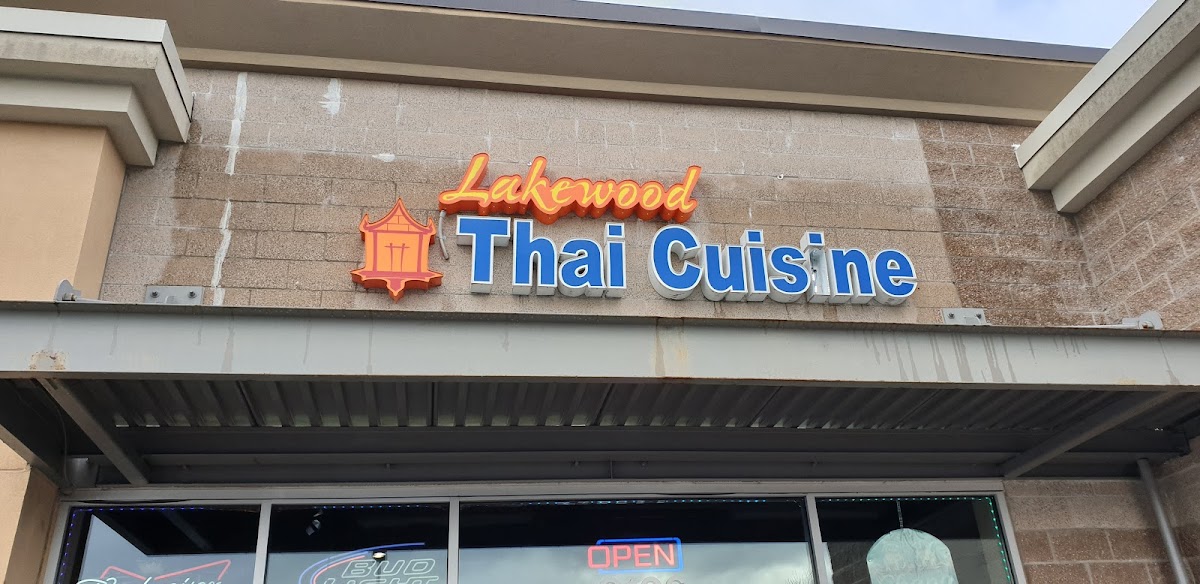 Lakewood
Thai Cuisine
OPEN
BUD
LIGHT